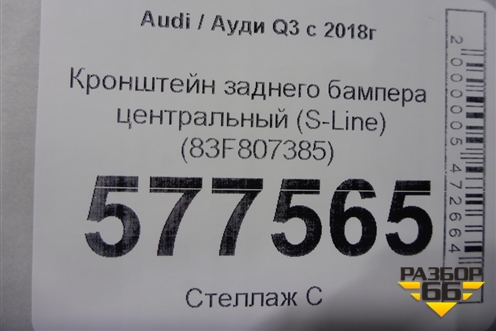 Audi / Ауди Q3 с 2018г
Кронштейн заднего бампера
центральный (S-Line)
(83F807385)
577565
Стеллаж С
2000005472664
РАЗБОР
66